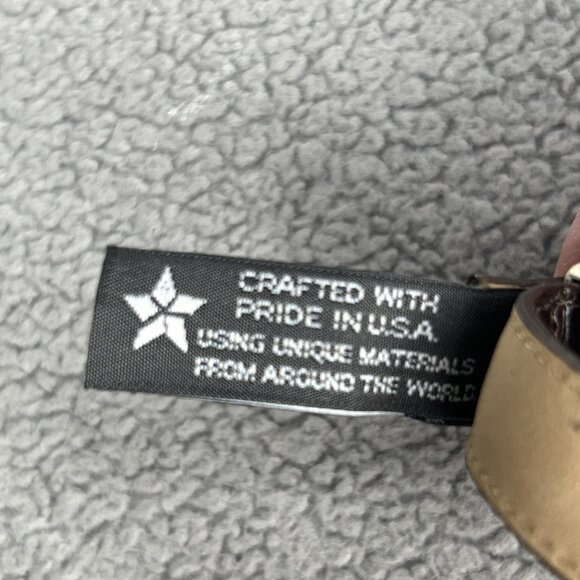 CRAFTED WITH
PRIDE IN U.S.A.
USING UNIQUE MATERIALS
FROM AROUND THE WORLD.